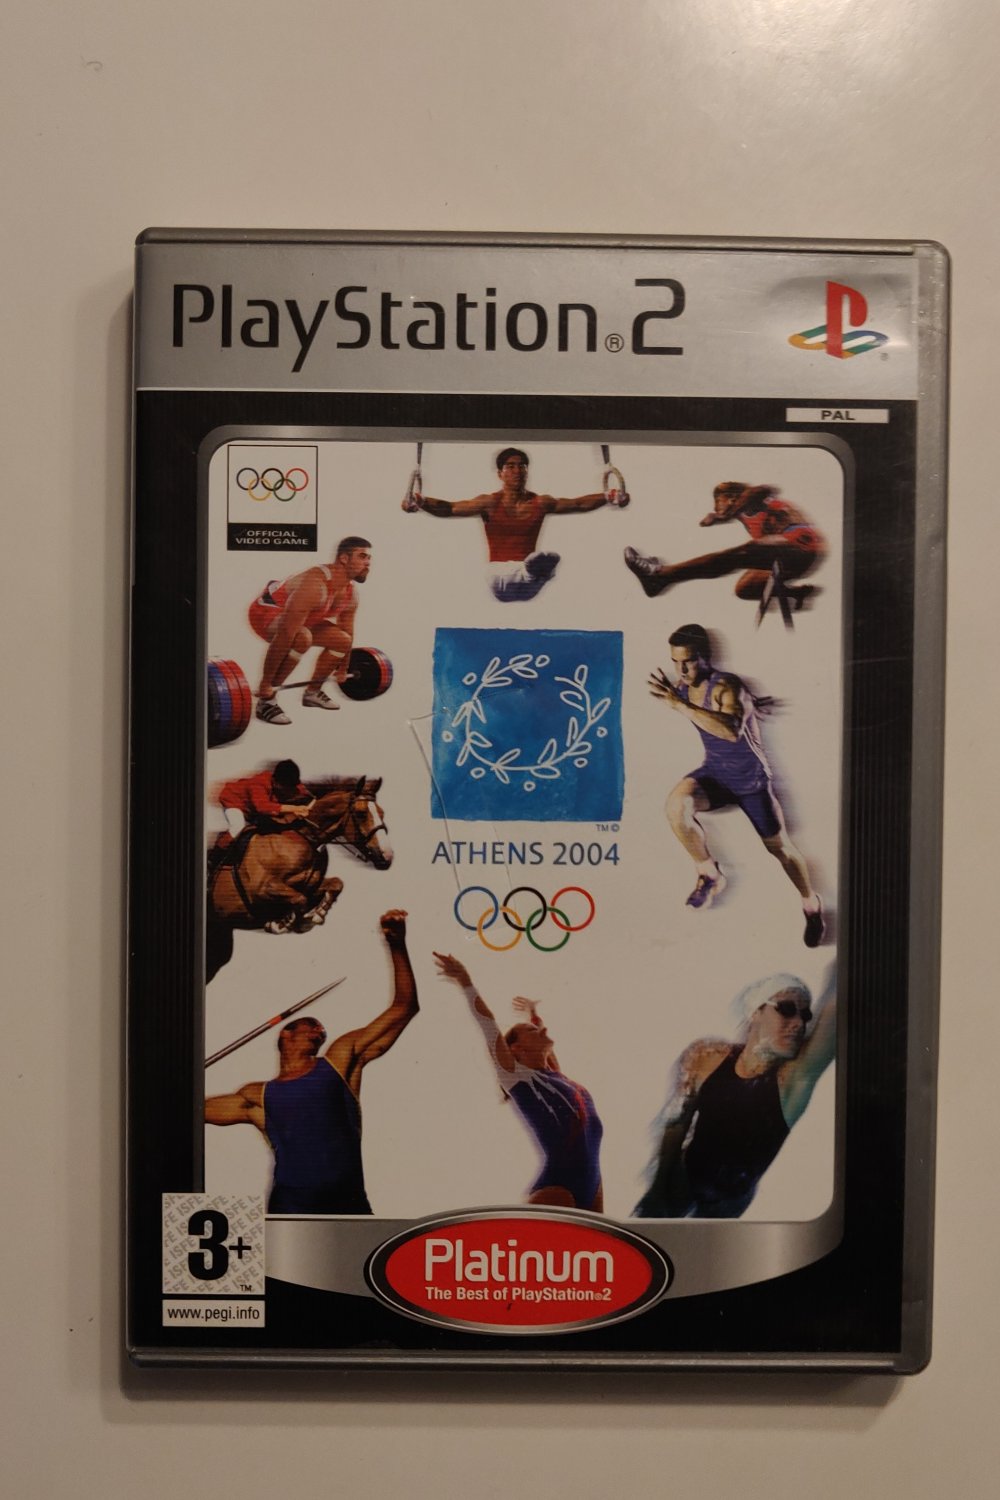 PlayStation®2
PAL
OFFICIAL
VIDEO GAME
TM©
ATHENS 2004
3+
TM
www.pegi.info
Platinum
The Best of PlayStation®2